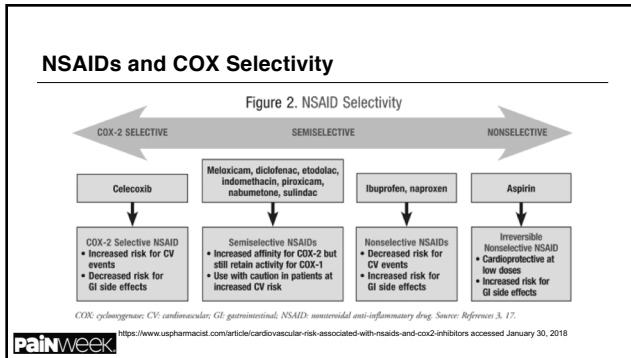 NSAIDs and COX Selectivity
Figure 2. NSAID Selectivity
COX-2 SELECTIVE
SEMISELECTIVE
NONSELECTIVE
Celecoxib
Meloxicam, diclofenac, etodolac,
indomethacin, piroxicam,
nabumetone, sulindac
Ibuprofen, naproxen
Aspirin
COX-2 Selective NSAID
• Increased risk for CV
events
• Decreased risk for
GI side effects
Semiselective NSAIDs
• Increased affinity for COX-2 but
still retain activity for COX-1
• Use with caution in patients at
increased CV risk
Nonselective NSAIDs
• Decreased risk for
CV events
• Increased risk for
GI side effects
Irreversible
Nonselective NSAID
• Cardioprotective at
low doses
• Increased risk for
GI side effects
COX: cyclooxygenase; CV: cardiovascular; GI: gastrointestinal; NSAID: nonsteroidal anti-inflammatory drug. Source: References 3, 17.
PAINWEEK.
https://www.uspharmacist.com/article/cardiovascular-risk-associated-with-nsaids-and-cox2-inhibitors accessed January 30, 2018